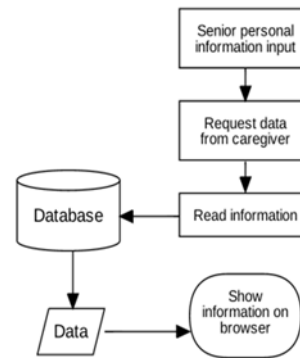 Senior personal
information input
Request data
from caregiver
Database
Read information
Data
Show
information on
browser